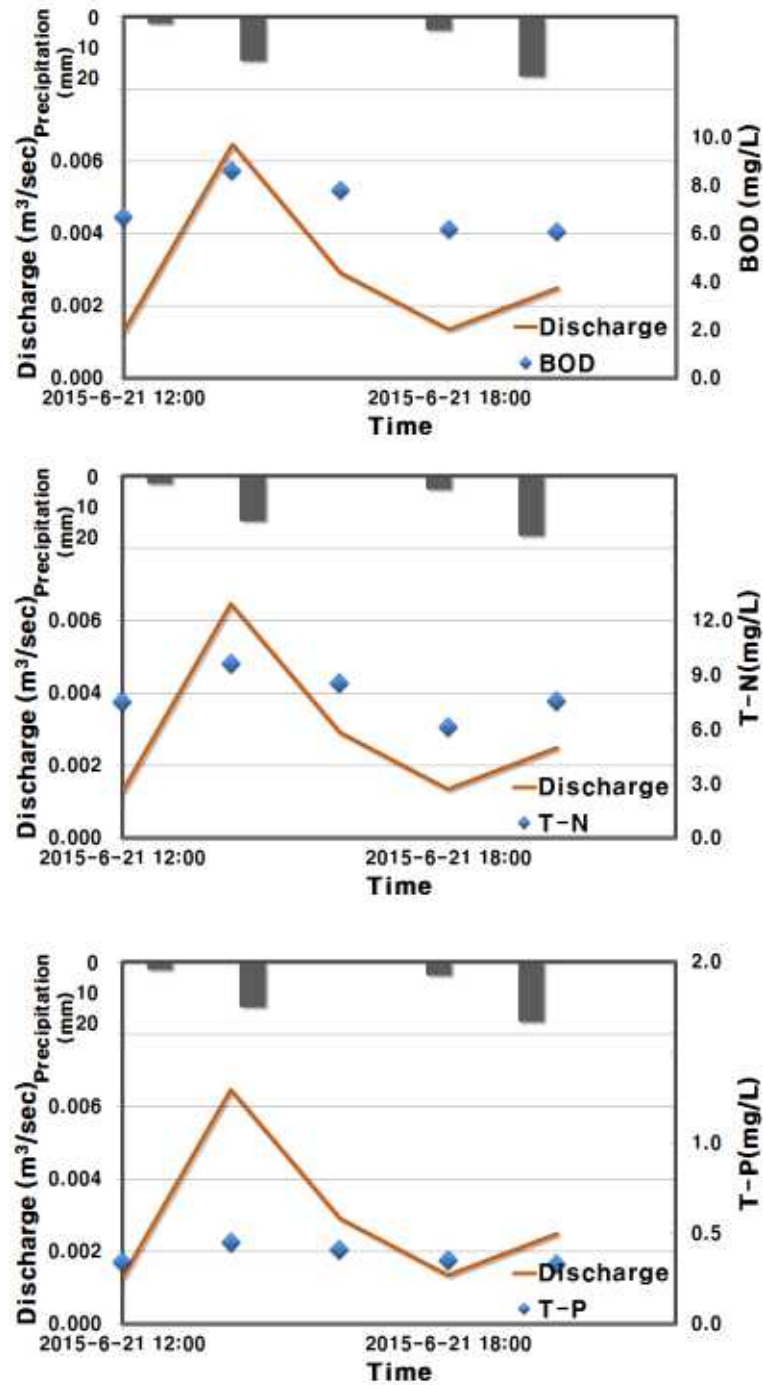 0
10
20
Precipitation
(mm)
Discharge (m³/sec)
0.006
0.004
0.002
0.000
10.0
8.0
6.0
4.0
2.0
0.0
BOD (mg/L)
Discharge
BOD
2015-6-21 12:00
2015-6-21 18:00
Time
0
10
20
Precipitation
(mm)
Discharge (m³/sec)
0.006
0.004
0.002
0.000
12.0
9.0
6.0
3.0
0.0
T-N(mg/L)
Discharge
T-N
2015-6-21 12:00
2015-6-21 18:00
Time
0
10
20
Precipitation
(mm)
Discharge (m³/sec)
0.006
0.004
0.002
0.000
2.0
1.0
0.5
0.0
T-P(mg/L)
Discharge
T-P
2015-6-21 12:00
2015-6-21 18:00
Time